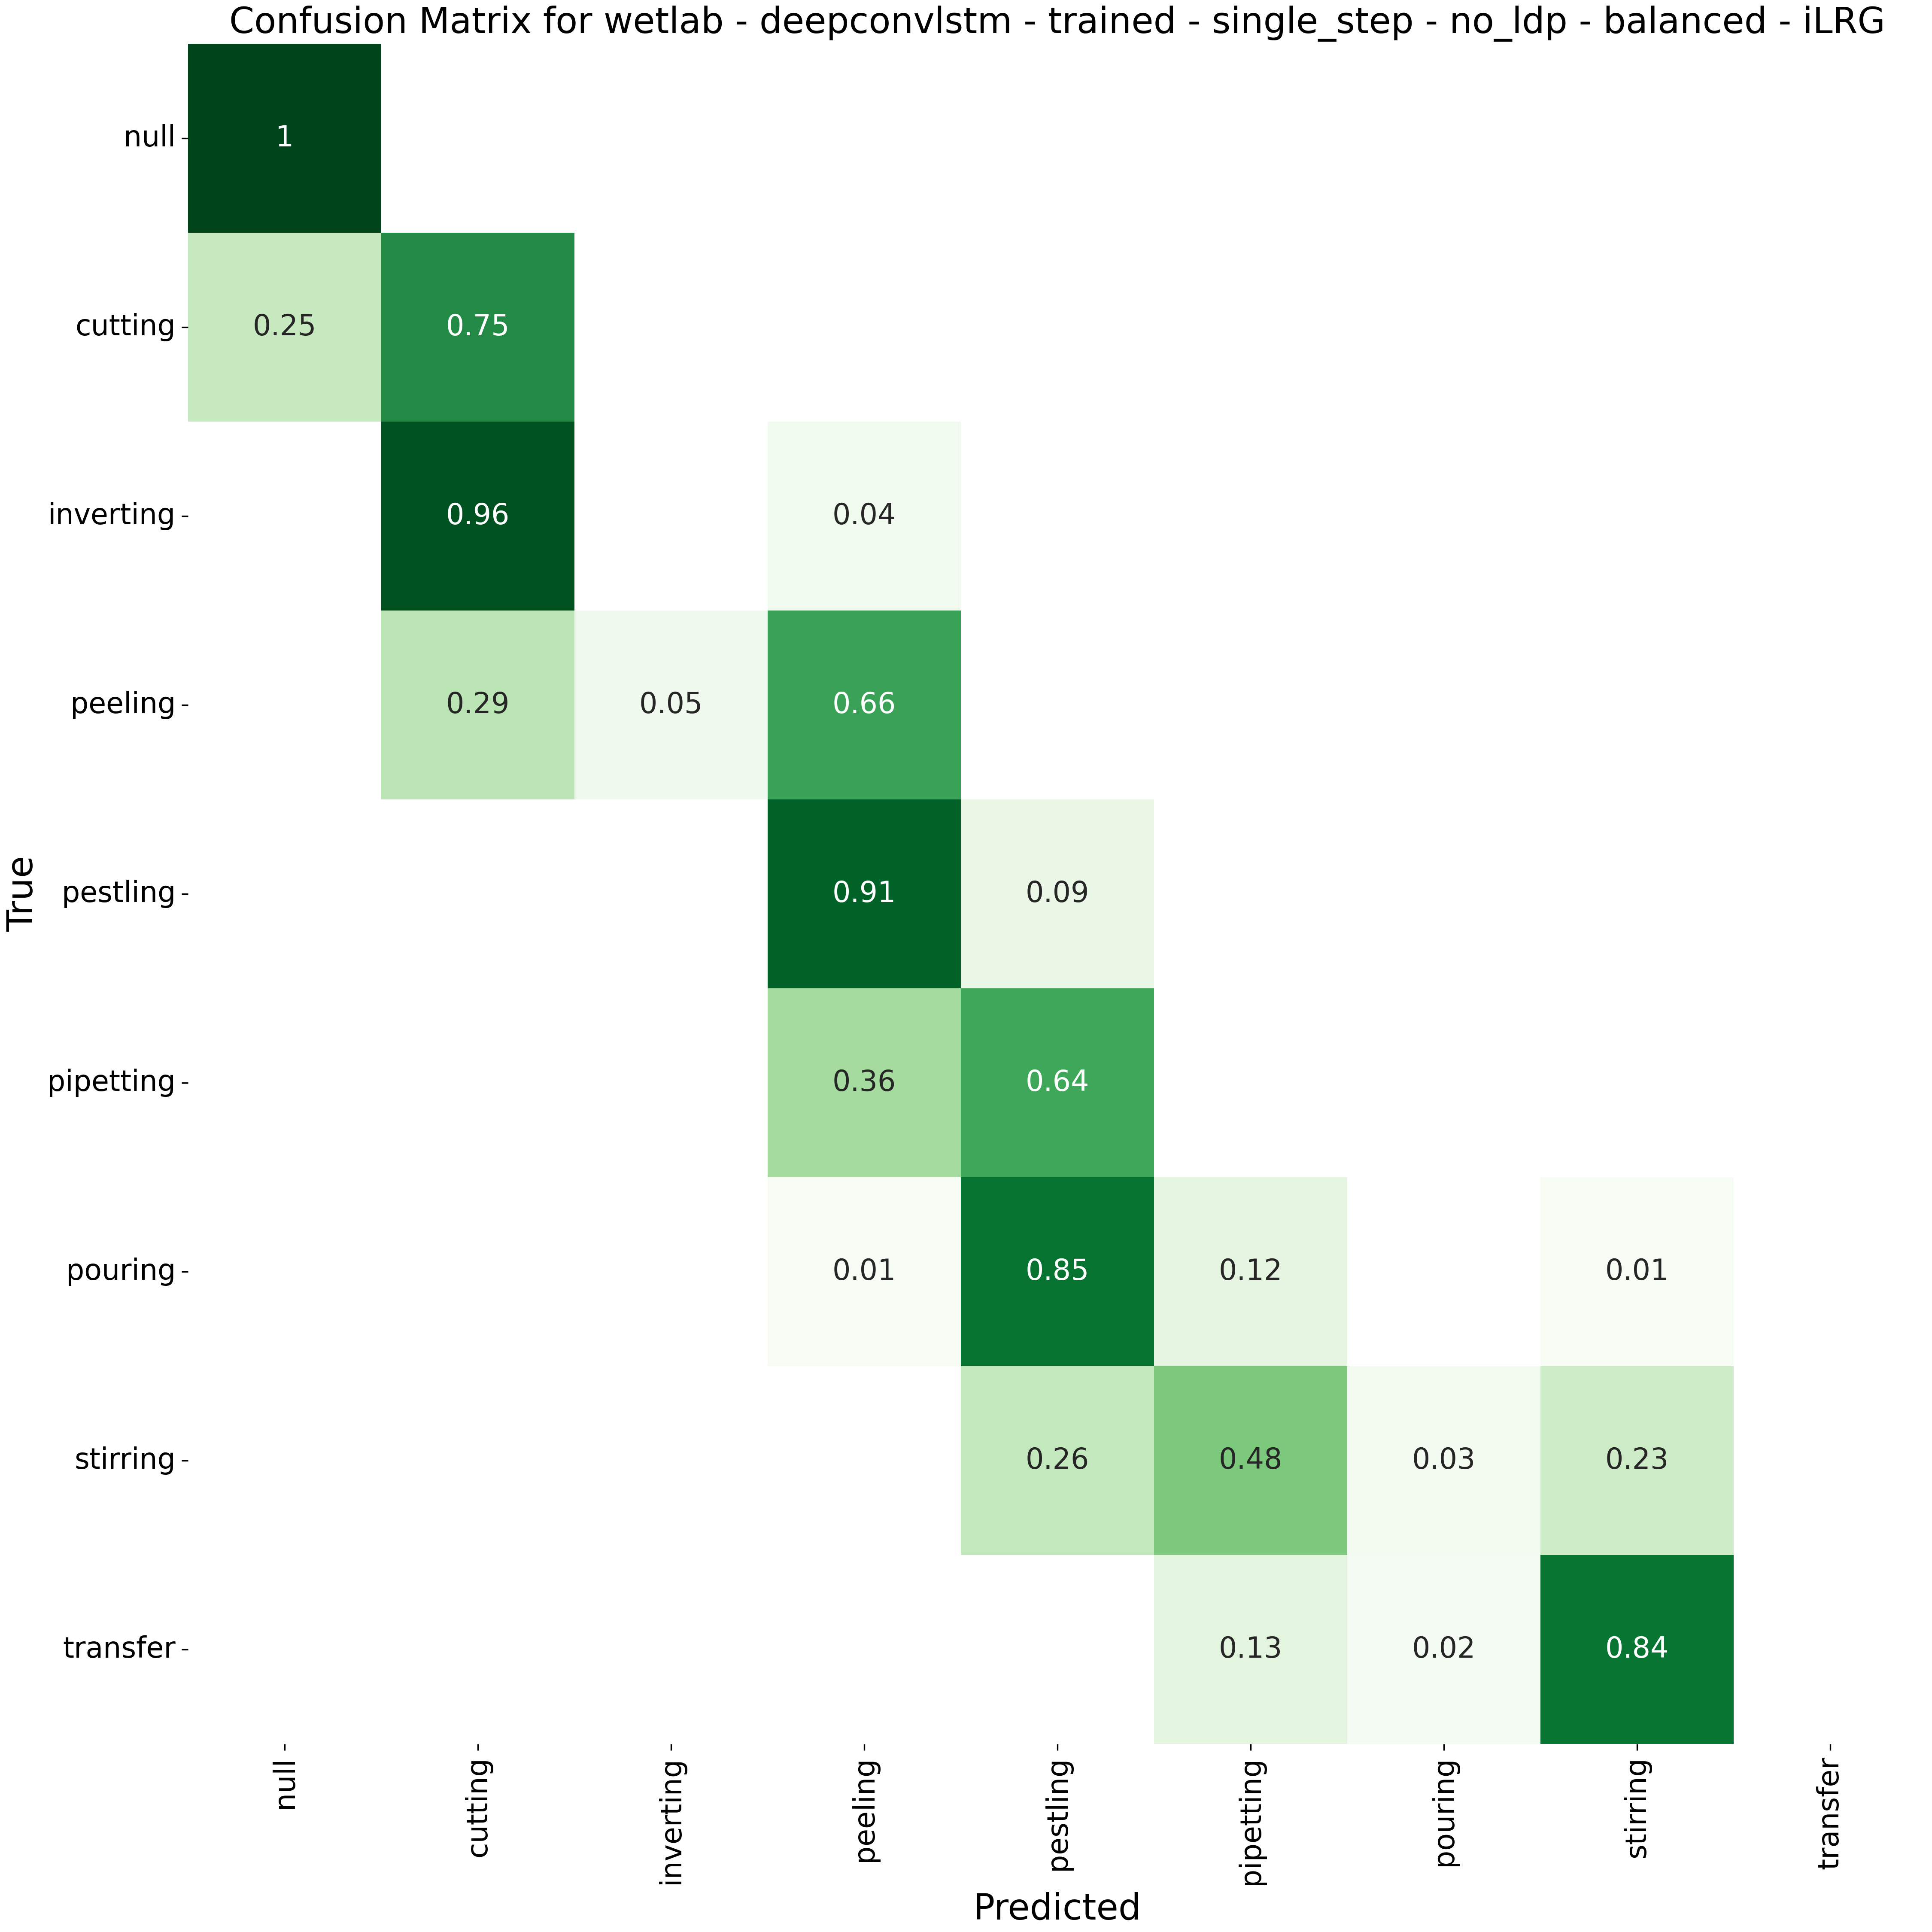 Confusion Matrix for wetlab - deepconvlstm - trained - single_step - no_ldp - balanced - iLRG
null
1
cutting
0.25 0.75
inverting
0.96 0.04
peeling
0.29 0.05 0.66
pestling
0.91 0.09
pipetting
0.36 0.64
pouring
0.01 0.85 0.12 0.01
stirring
0.26 0.48 0.03 0.23
transfer
0.13 0.02 0.84
True
null
cutting
inverting
peeling
pestling
pipetting
pouring
stirring
transfer
Predicted